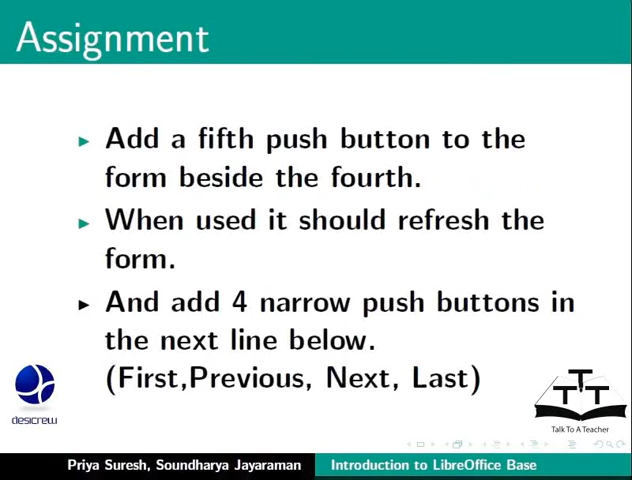 Assignment
Add a fifth push button to the
form beside the fourth.
When used it should refresh the
form.
And add 4 narrow push buttons in
the next line below.
(First,Previous, Next, Last)
desicrew
TTT
Talk To A Teacher
Priya Suresh, Soundharya Jayaraman Introduction to LibreOffice Base